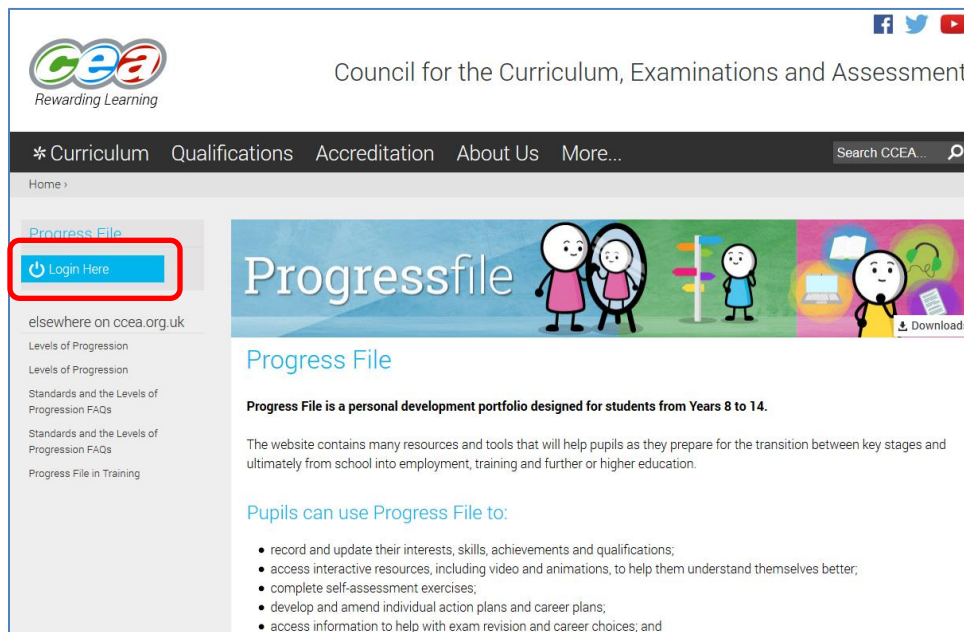 ccea
Rewarding Learning
Council for the Curriculum, Examinations and Assessment
* Curriculum Qualifications Accreditation About Us More...
Search CCEA...
Home ›
Progress File
Login Here
elsewhere on ccea.org.uk
Levels of Progression
Levels of Progression
Standards and the Levels of
Progression FAQs
Standards and the Levels of
Progression FAQs
Progress File in Training
Progressfile
Downloads
Progress File
Progress File is a personal development portfolio designed for students from Years 8 to 14.
The website contains many resources and tools that will help pupils as they prepare for the transition between key stages and
ultimately from school into employment, training and further or higher education.
Pupils can use Progress File to:
• record and update their interests, skills, achievements and qualifications;
• access interactive resources, including video and animations, to help them understand themselves better;
• complete self-assessment exercises;
• develop and amend individual action plans and career plans;
• access information to help with exam revision and career choices; and